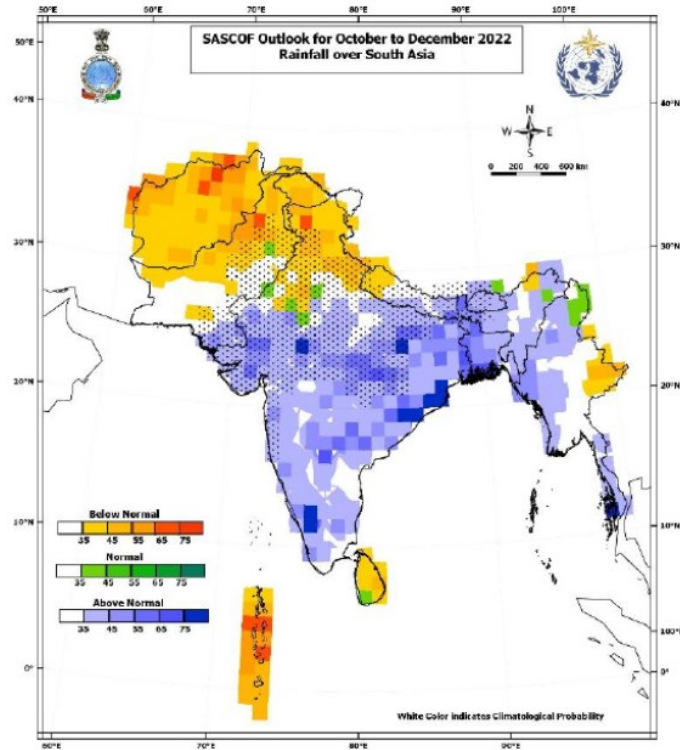 70°E 80°E 90°E 100°E
50°N
SASCOF Outlook for October to December 2022
Rainfall over South Asia
40°N 40°N
N
W E
S
0 200 400 600 km
30°N 30°N
20°N 20°N
Below Normal
35 45 55 65 75
10°N 10°N
Normal
35 45 55 65 75
Above Normal
35 45 55 65 75
100°E
0° 0°
White Color indicates Climatological Probability
70°E 80°E 90°E